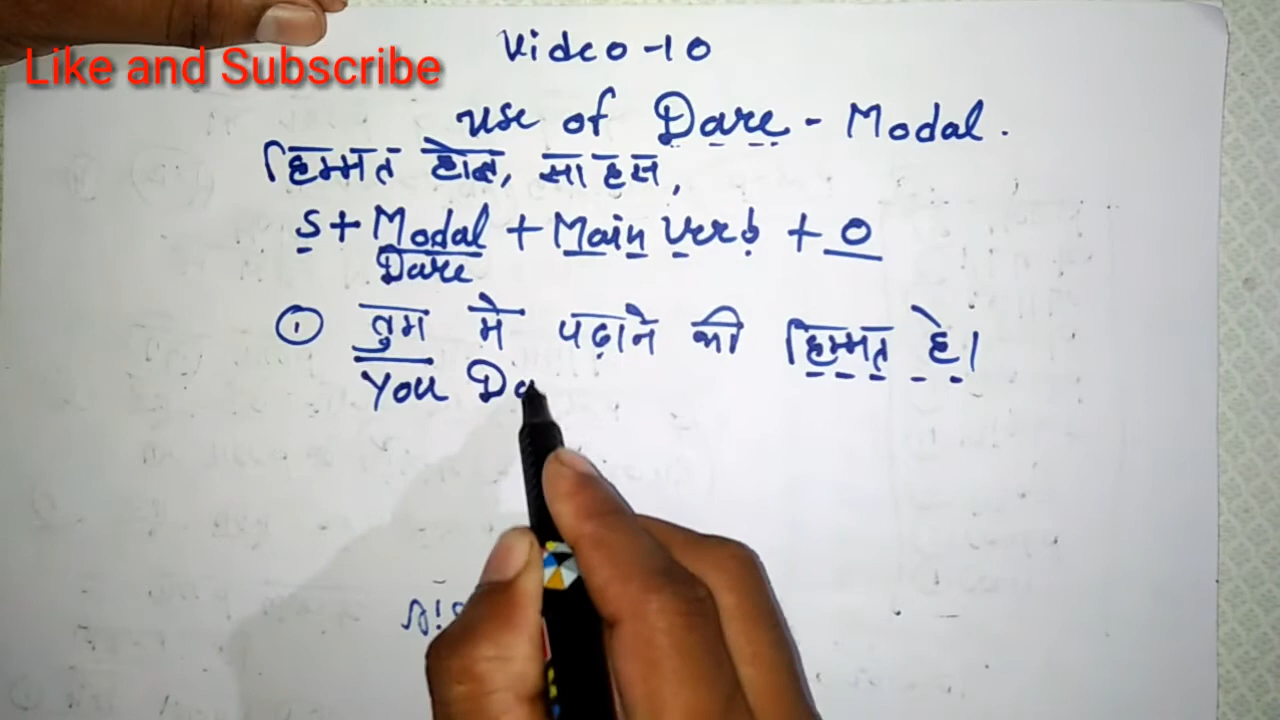 Like and Subscribe
Video-10
use of Dare - Modal.
हिम्मत होना, साहस,
S + Modal + Main Verb + O
Dare
① तुम मे पढ़ाने की हिम्मत है।
You Da